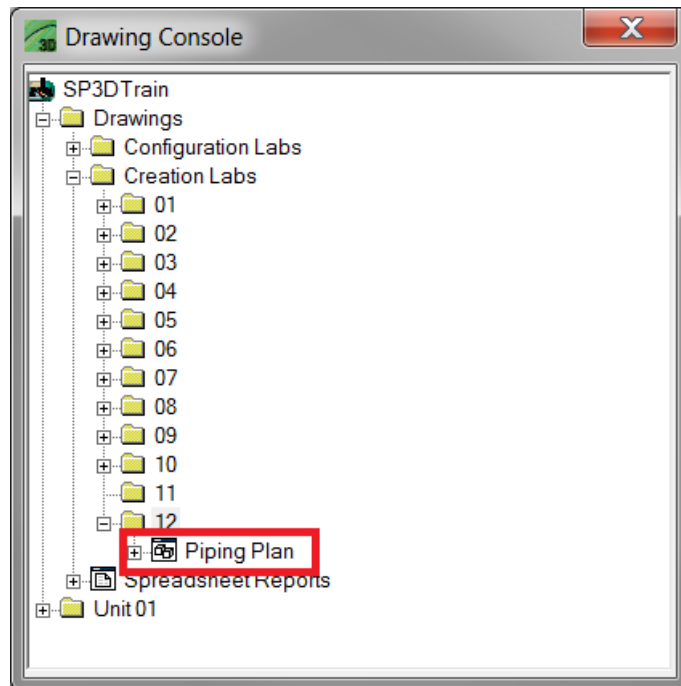 3D Drawing Console X
SP3DTrain
Drawings
Configuration Labs
Creation Labs
01
02
03
04
05
06
07
08
09
10
11
12
Piping Plan
Spreadsheet Reports
Unit 01